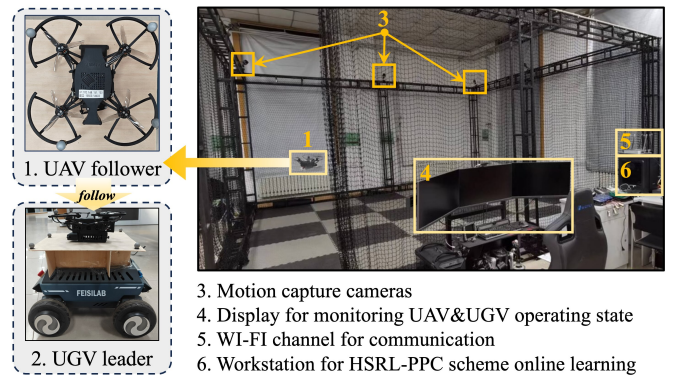 1. UAV follower
follow
FEISILAB
2. UGV leader
3
1
4
5
6
3. Motion capture cameras
4. Display for monitoring UAV&UGV operating state
5. WI-FI channel for communication
6. Workstation for HSRL-PPC scheme online learning